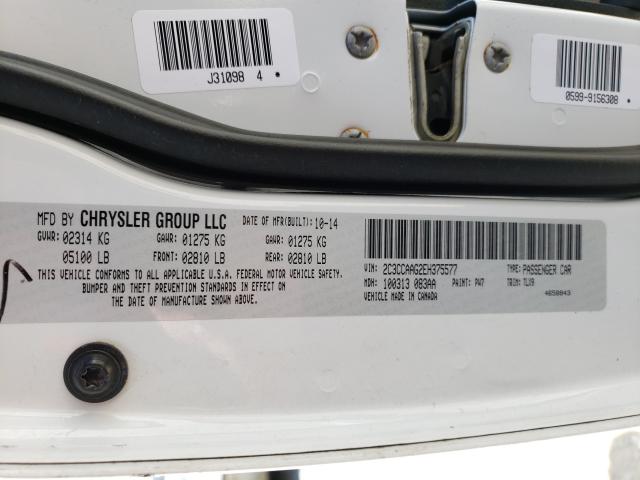 J31098 4 •
0599-9156308 •
MFD BY CHRYSLER GROUP LLC DATE OF MFR(BUILT): 10-14
GVWR: 02314 KG GAWR: 01275 KG GAWR: 01275 KG
05100 LB FRONT: 02810 LB REAR: 02810 LB
THIS VEHICLE CONFORMS TO ALL APPLICABLE U.S.A. FEDERAL MOTOR VEHICLE SAFETY,
BUMPER AND THEFT PREVENTION STANDARDS IN EFFECT ON
THE DATE OF MANUFACTURE SHOWN ABOVE.
VIN: 2C3CCAAG2EH375577 TYPE: PASSENGER CAR
MDH: 100313 083AA PAINT: PW7 TRIM: TLX9
VEHICLE MADE IN CANADA 4658043